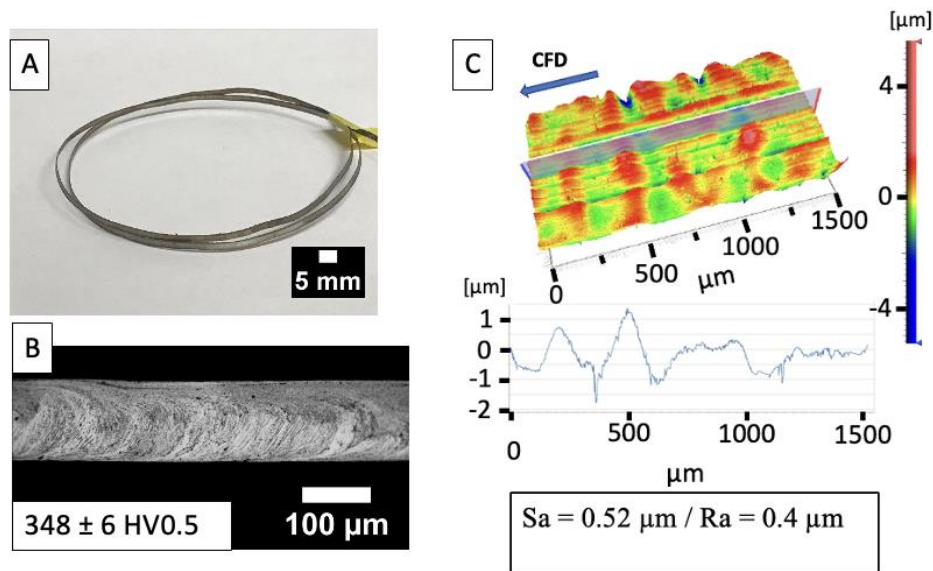 A
5 mm
B
348 ± 6 HV0.5
100 µm
C
CFD
[µm]
4
0
-4
0
500
1000
1500
µm
[µm]
1
0
-1
-2
0
500
1000
1500
µm
Sa = 0.52 µm / Ra = 0.4 µm